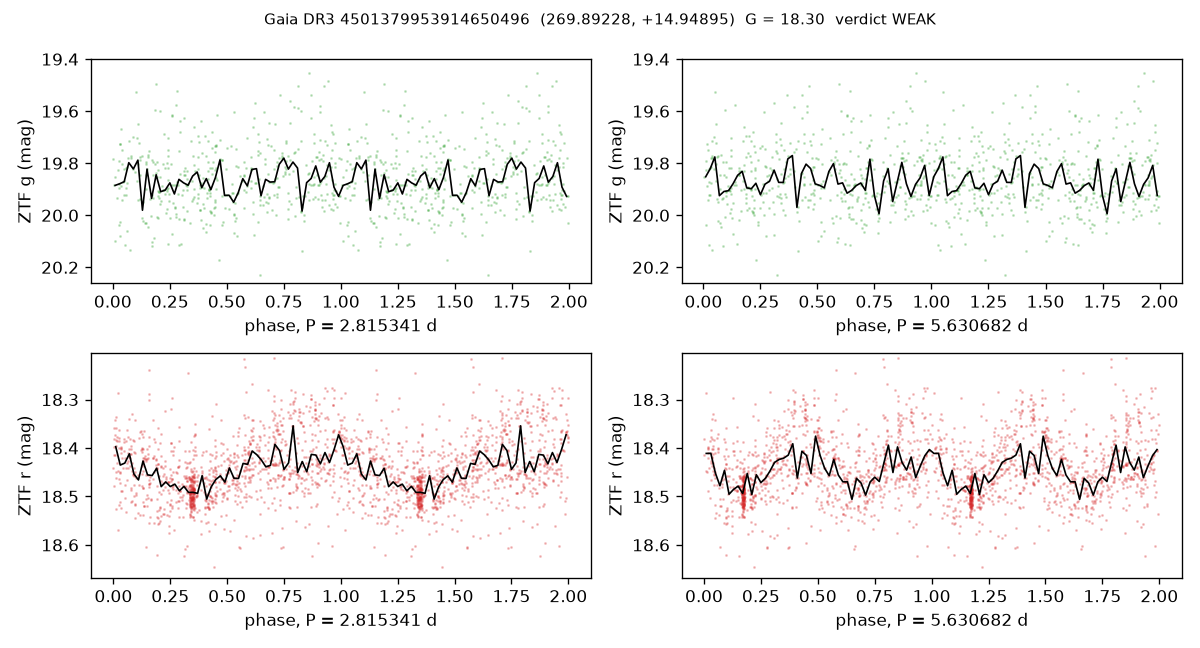 Gaia DR3 4501379953914650496  (269.89228, +14.94895)  G = 18.30  verdict WEAK
ZTF g (mag)
19.4
19.6
19.8
20.0
20.2
0.00 0.25 0.50 0.75 1.00 1.25 1.50 1.75 2.00
phase, P = 2.815341 d
ZTF g (mag)
19.4
19.6
19.8
20.0
20.2
0.00 0.25 0.50 0.75 1.00 1.25 1.50 1.75 2.00
phase, P = 5.630682 d
ZTF r (mag)
18.3
18.4
18.5
18.6
0.00 0.25 0.50 0.75 1.00 1.25 1.50 1.75 2.00
phase, P = 2.815341 d
ZTF r (mag)
18.3
18.4
18.5
18.6
0.00 0.25 0.50 0.75 1.00 1.25 1.50 1.75 2.00
phase, P = 5.630682 d